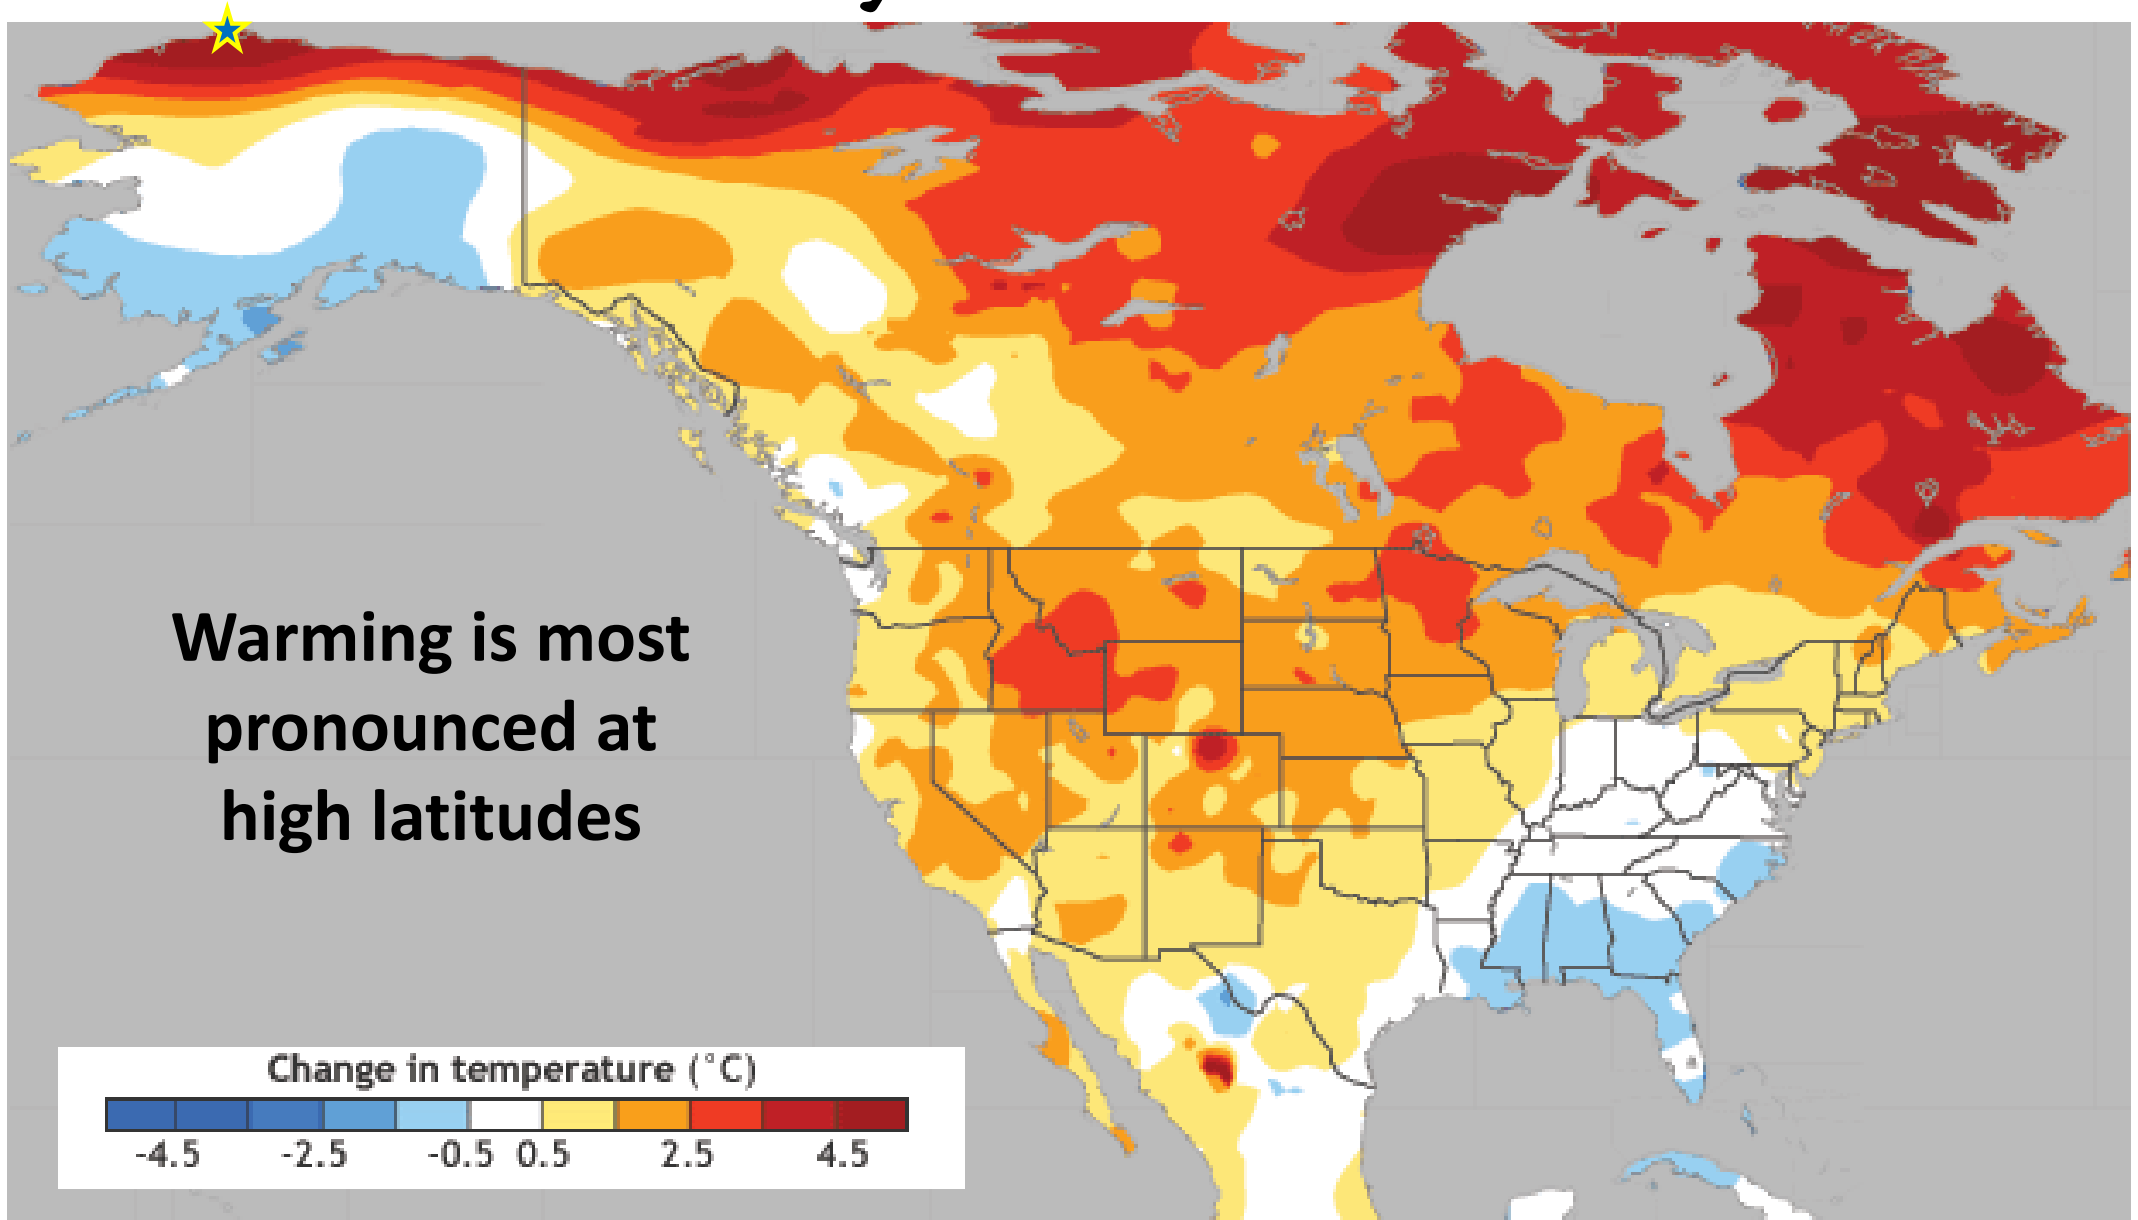 Warming is most
pronounced at
high latitudes
Change in temperature (°C)
-4.5 -2.5 -0.5 0.5 2.5 4.5